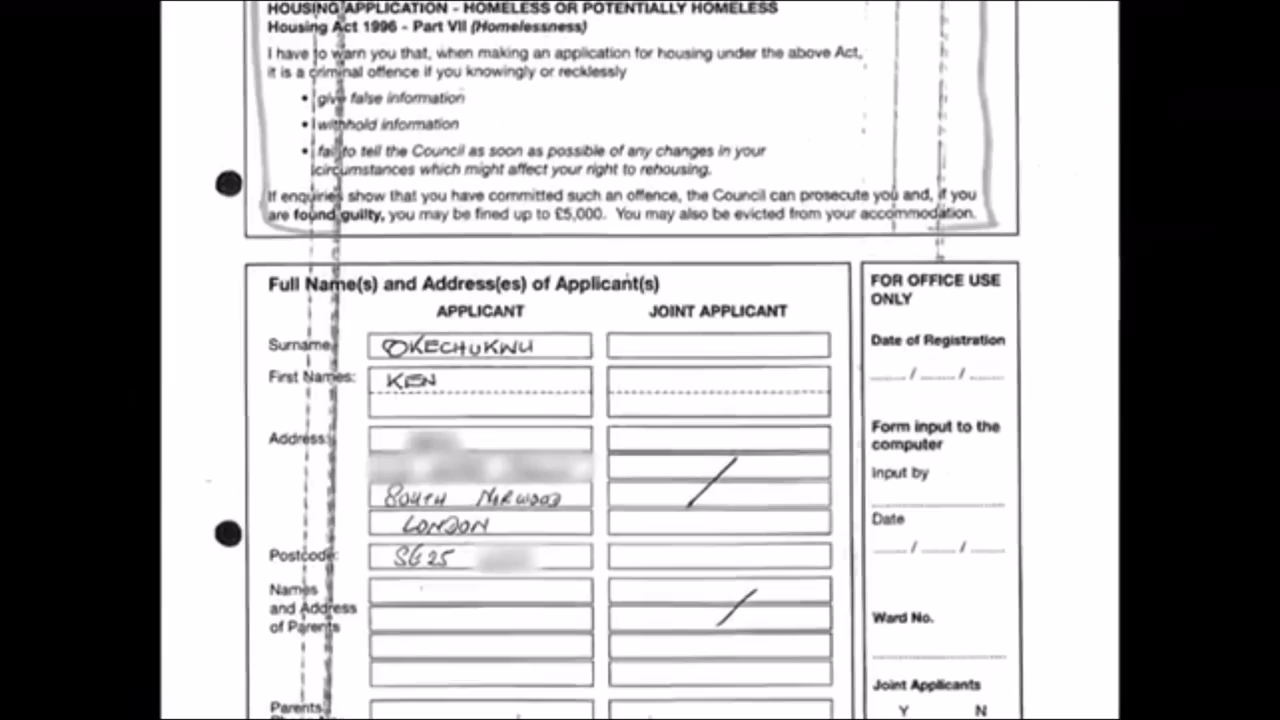 HOUSING APPLICATION - HOMELESS OR POTENTIALLY HOMELESS
Housing Act 1996 - Part VII (Homelessness)
I have to warn you that, when making an application for housing under the above Act,
it is a criminal offence if you knowingly or recklessly
• give false information
• withhold information
• fail to tell the Council as soon as possible of any changes in your
circumstances which might affect your right to rehousing.
If enquiries show that you have committed such an offence, the Council can prosecute you and, if you
are found guilty, you may be fined up to £5,000. You may also be evicted from your accommodation.
Full Name(s) and Address(es) of Applicant(s)
APPLICANT JOINT APPLICANT
Surname: OKECHUKWU
First Names: KEN
Address:
SOUTH NORWOOD
LONDON
Postcode: SE25
Names
and Address
of Parents
Parents
FOR OFFICE USE
ONLY
Date of Registration
...... / ...... / ......
Form input to the
computer
Input by
Date
...... / ...... / ......
Ward No.
Joint Applicants
Y N